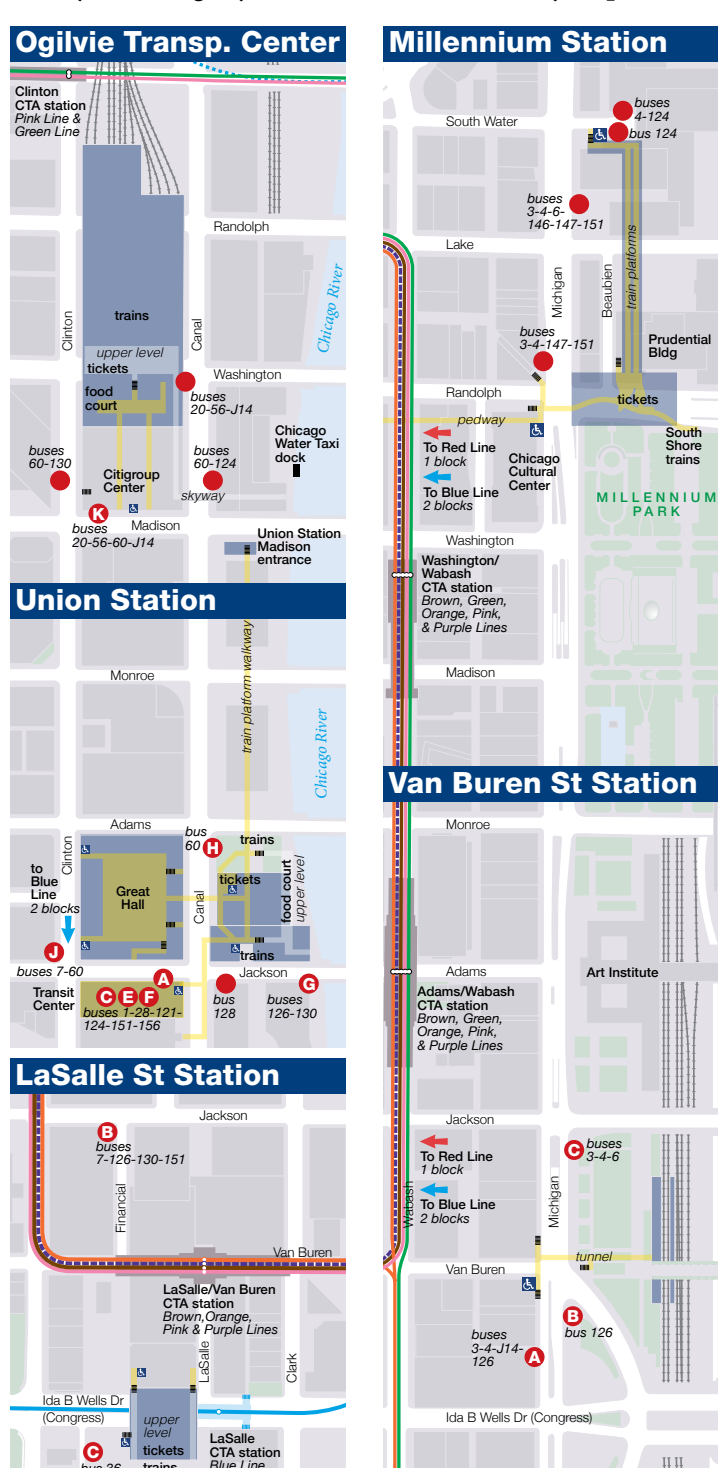 Ogilvie Transp. Center
Clinton
CTA station
Pink Line &
Green Line
Randolph
Chicago River
Clinton
trains
Canal
upper level
tickets
food
court
Washington
buses
20-56-J14
buses
60-130
Citigroup
Center
buses
60-124
skyway
Chicago
Water Taxi
dock
K
buses
20-56-60-J14
Madison
Union Station
Madison
entrance
Union Station
Monroe
train platform walkway
Chicago River
Adams
Clinton
to
Blue
Line
2 blocks
Great
Hall
Canal
bus
60
H
trains
tickets
food court
upper level
trains
J
buses 7-60
Jackson
Transit
Center
A
C E F
buses 1-28-121-
124-151-156
bus
128
G
buses
126-130
LaSalle St Station
Jackson
B
buses
7-126-130-151
Financial
Van Buren
LaSalle/Van Buren
CTA station
Brown,Orange,
Pink & Purple Lines
LaSalle
Clark
Ida B Wells Dr
(Congress)
upper
level
tickets
trains
LaSalle
CTA station
Blue Line
C
bus 36
Millennium Station
buses
4-124
bus 124
South Water
buses
3-4-6-
146-147-151
Lake
Michigan
Beaubien
train platforms
buses
3-4-147-151
Prudential
Bldg
Randolph
tickets
pedway
To Red Line
1 block
To Blue Line
2 blocks
Chicago
Cultural
Center
South
Shore
trains
MILLENNIUM
PARK
Washington
Washington/
Wabash
CTA station
Brown, Green,
Orange, Pink,
& Purple Lines
Madison
Van Buren St Station
Monroe
Adams
Art Institute
Adams/Wabash
CTA station
Brown, Green,
Orange, Pink,
& Purple Lines
Jackson
To Red Line
1 block
To Blue Line
2 blocks
Wabash
Michigan
C
buses
3-4-6
tunnel
Van Buren
B
bus 126
buses
3-4-J14-
126
A
Ida B Wells Dr (Congress)